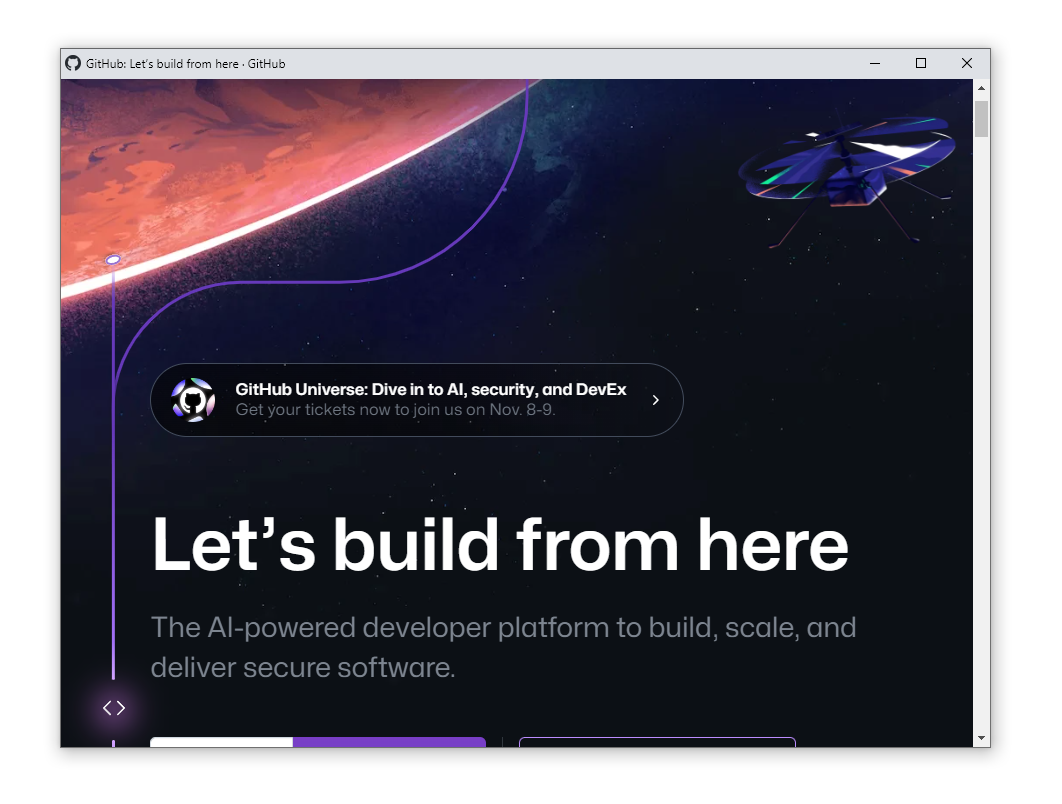 GitHub: Let's build from here · GitHub
GitHub Universe: Dive in to AI, security, and DevEx
Get your tickets now to join us on Nov. 8-9.
Let’s build from here
The AI-powered developer platform to build, scale, and
deliver secure software.